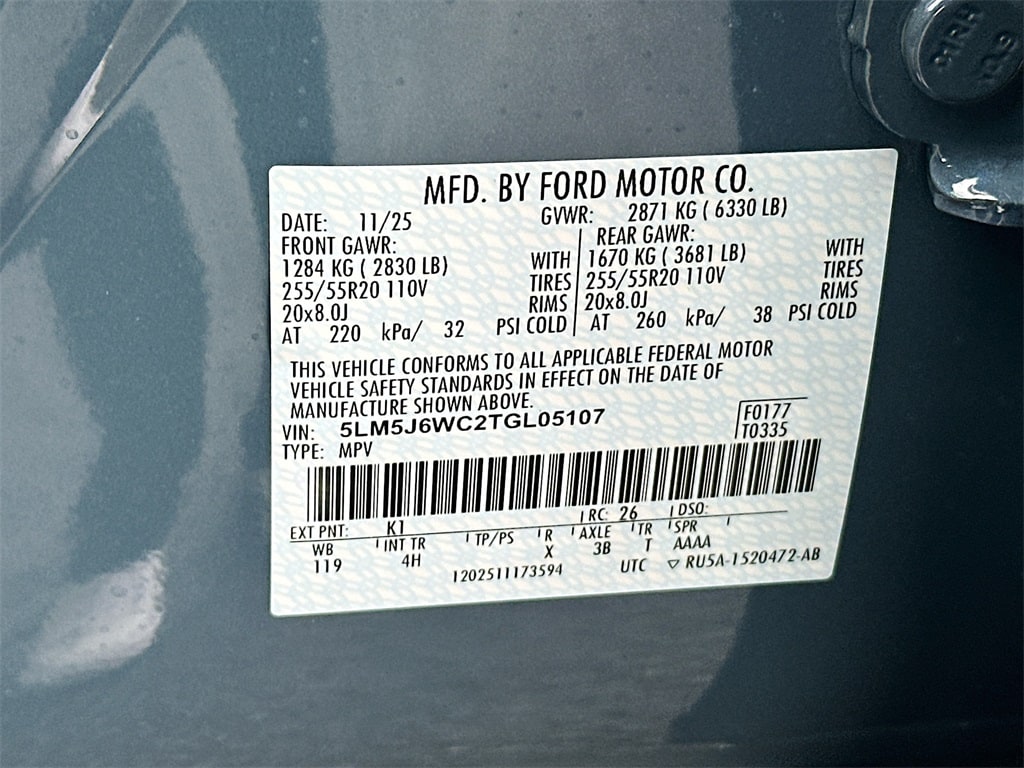 MFD. BY FORD MOTOR CO.
DATE: 11/25 GVWR: 2871 KG ( 6330 LB)
FRONT GAWR: REAR GAWR:
1284 KG ( 2830 LB) WITH 1670 KG ( 3681 LB) WITH
255/55R20 110V TIRES 255/55R20 110V TIRES
20x8.0J RIMS 20x8.0J RIMS
AT 220 kPa/ 32 PSI COLD AT 260 kPa/ 38 PSI COLD
THIS VEHICLE CONFORMS TO ALL APPLICABLE FEDERAL MOTOR
VEHICLE SAFETY STANDARDS IN EFFECT ON THE DATE OF
MANUFACTURE SHOWN ABOVE.
VIN: 5LM5J6WC2TGL05107 F0177
TYPE: MPV T0335
EXT PNT: K1 RC: 26 DSO:
WB INT TR TP/PS R AXLE TR SPR
119 4H X 3B T AAAA
1202511173594 UTC ▽ RU5A-1520472-AB